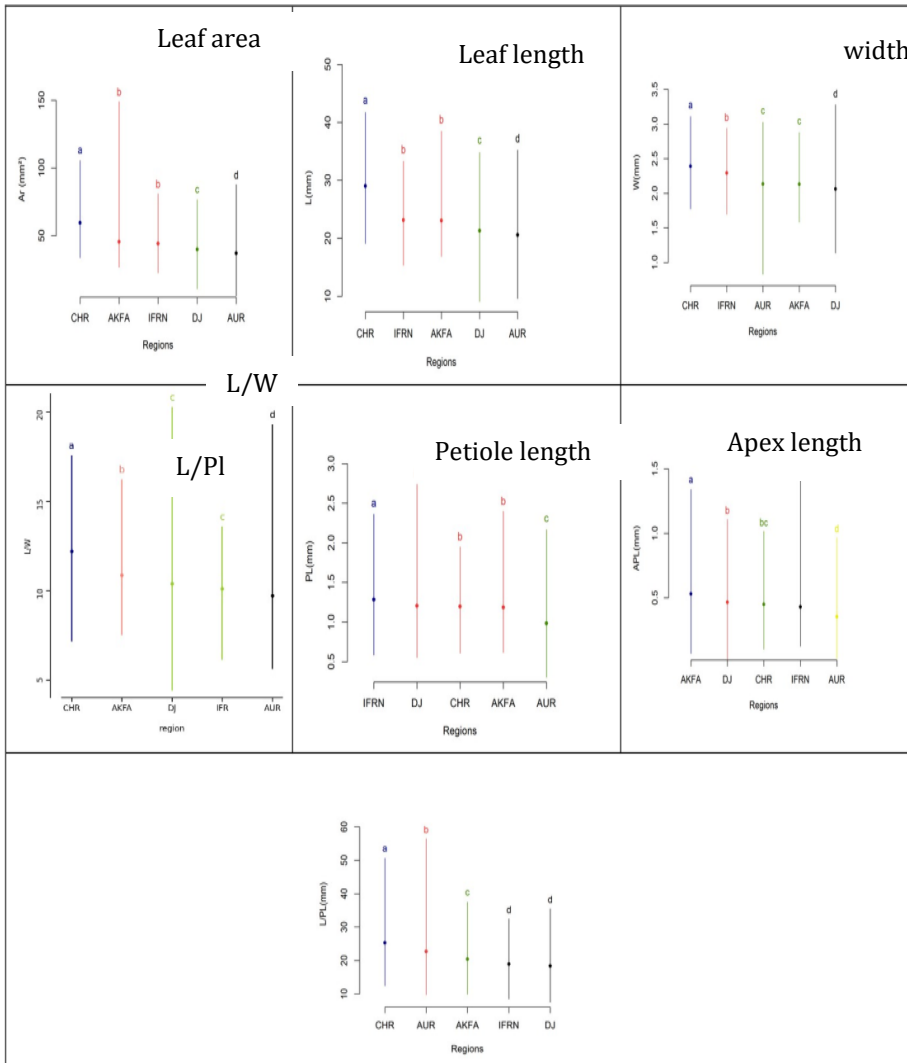 Leaf area
Ar (mm²)
150
100
50
a
b
b
c
d
CHR AKFA IFRN DJ AUR
Regions
Leaf length
L(mm)
50
40
30
20
10
a
b
b
c
d
CHR IFRN AKFA DJ AUR
Regions
width
W(mm)
3.5
3.0
2.5
2.0
1.5
1.0
a
b
c
c
d
CHR IFRN AUR AKFA DJ
Regions
L/W
L/Pl
L/W
20
15
10
5
a
b
c
c
d
CHR AKFA DJ IFR AUR
region
Petiole length
PL(mm)
3.0
2.5
2.0
1.5
1.0
0.5
a
b
b
c
IFRN DJ CHR AKFA AUR
Regions
Apex length
APL(mm)
1.5
1.0
0.5
a
b
bc
d
AKFA DJ CHR IFRN AUR
Regions
L/PL(mm)
60
50
40
30
20
10
a
b
c
d
d
CHR AUR AKFA IFRN DJ
Regions